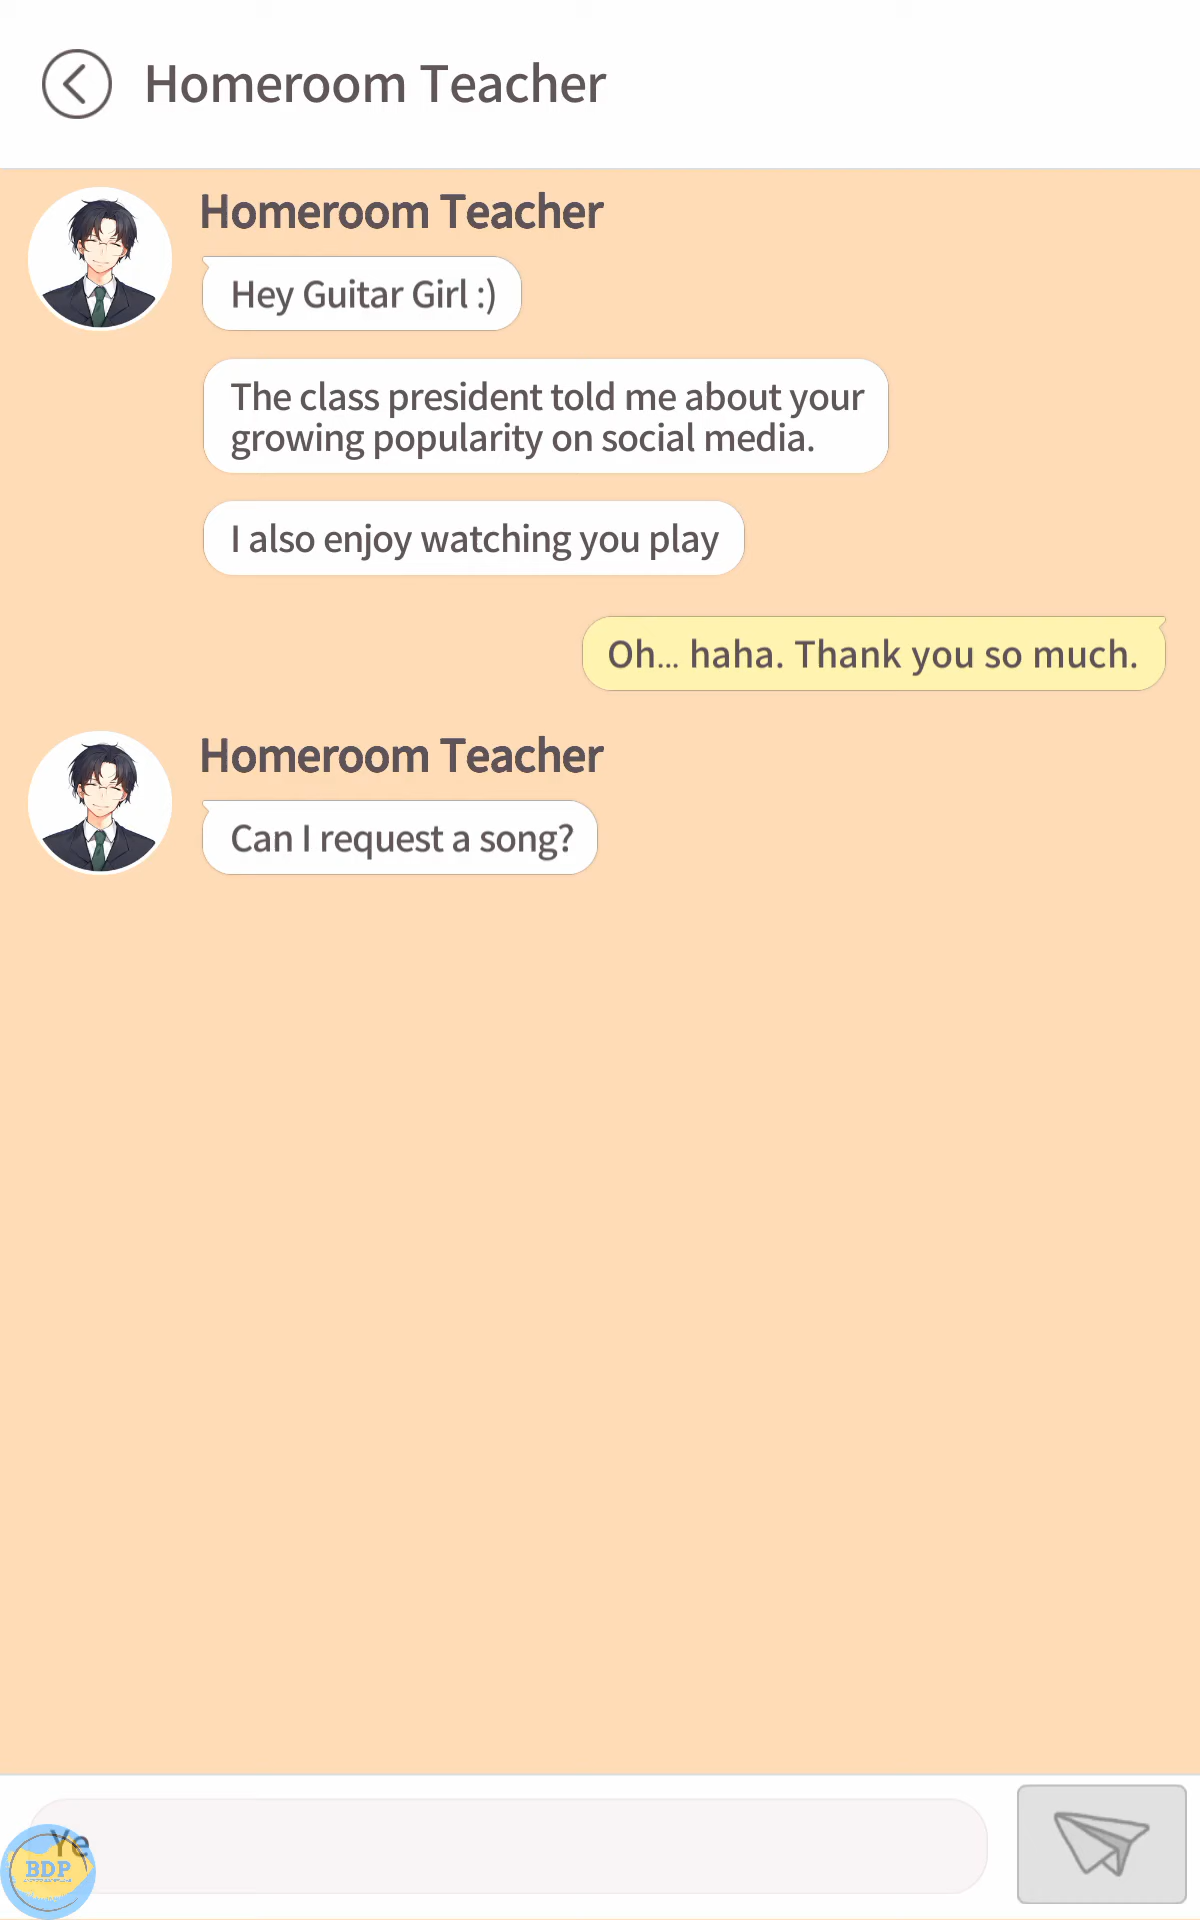 Homeroom Teacher
Homeroom Teacher
Hey Guitar Girl :)
The class president told me about your
growing popularity on social media.
I also enjoy watching you play
Oh... haha. Thank you so much.
Homeroom Teacher
Can I request a song?
Ye
BDP